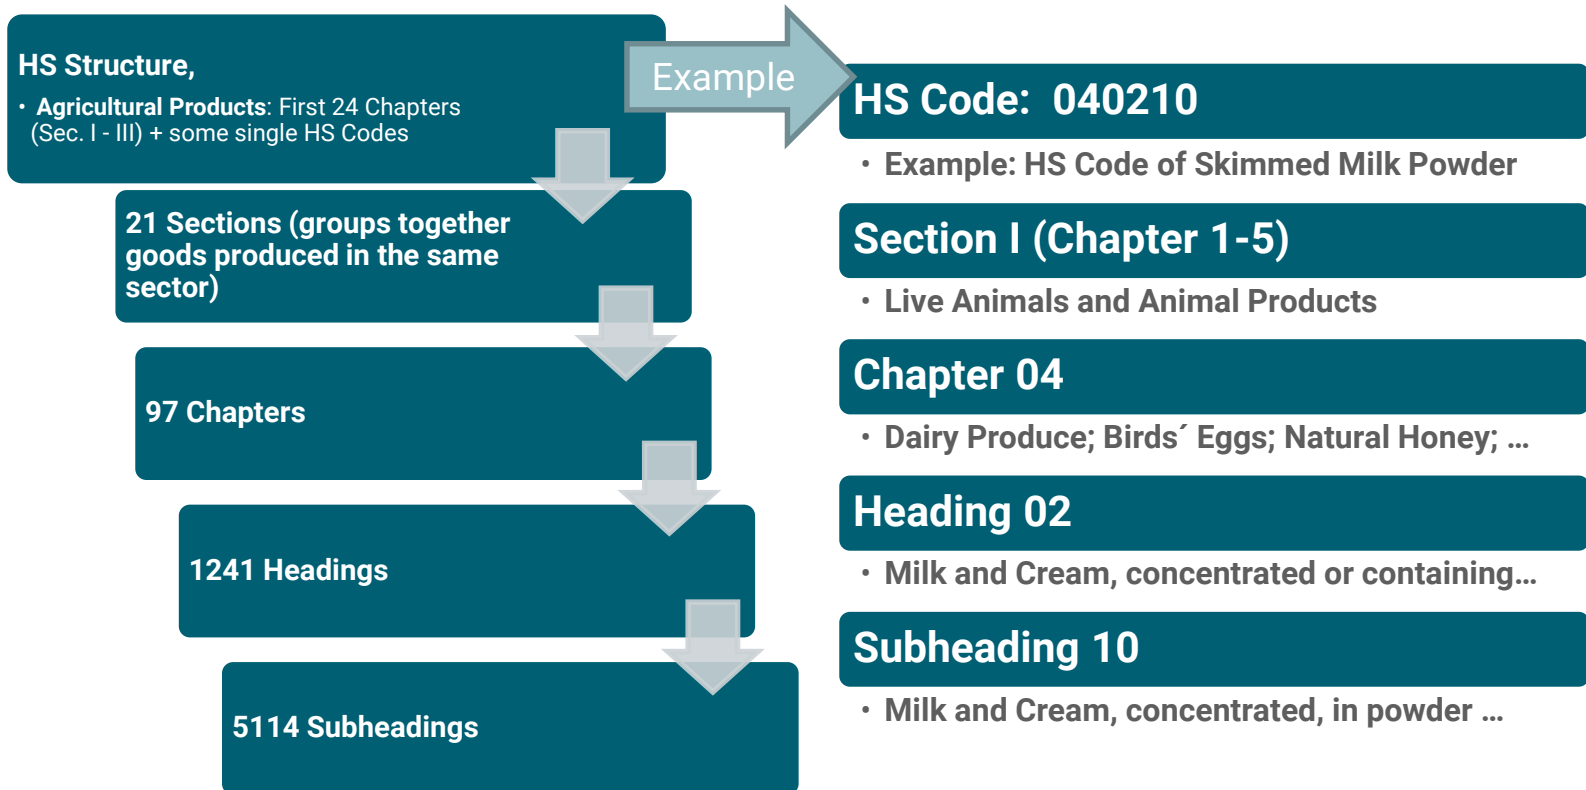 HS Structure,
• Agricultural Products: First 24 Chapters
(Sec. I - III) + some single HS Codes
21 Sections (groups together
goods produced in the same
sector)
97 Chapters
1241 Headings
5114 Subheadings
Example
HS Code: 040210
• Example: HS Code of Skimmed Milk Powder
Section I (Chapter 1-5)
• Live Animals and Animal Products
Chapter 04
• Dairy Produce; Birds´ Eggs; Natural Honey; …
Heading 02
• Milk and Cream, concentrated or containing…
Subheading 10
• Milk and Cream, concentrated, in powder …